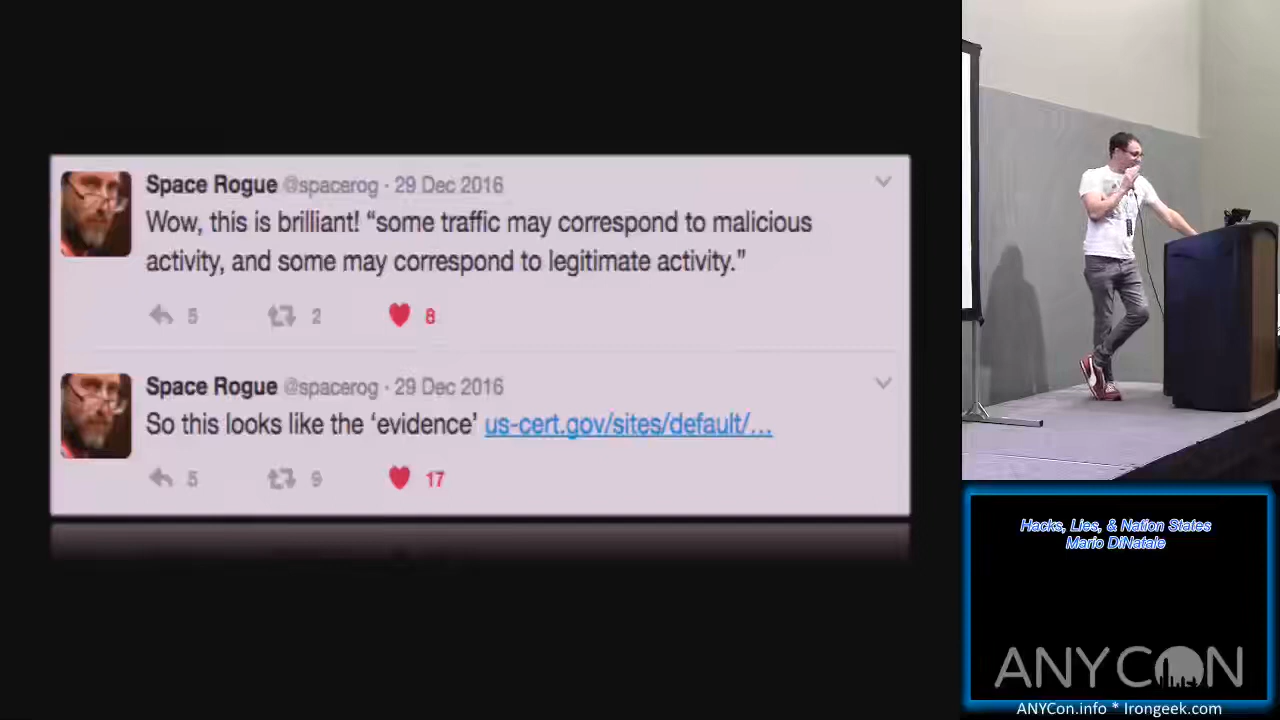 Space Rogue @spacerog · 29 Dec 2016
Wow, this is brilliant! “some traffic may correspond to malicious
activity, and some may correspond to legitimate activity.”
5 2 8
Space Rogue @spacerog · 29 Dec 2016
So this looks like the ‘evidence’ us-cert.gov/sites/default/...
5 9 17
Hacks, Lies, & Nation States
Mario DiNatale
ANYCON
ANYCon.info * Irongeek.com